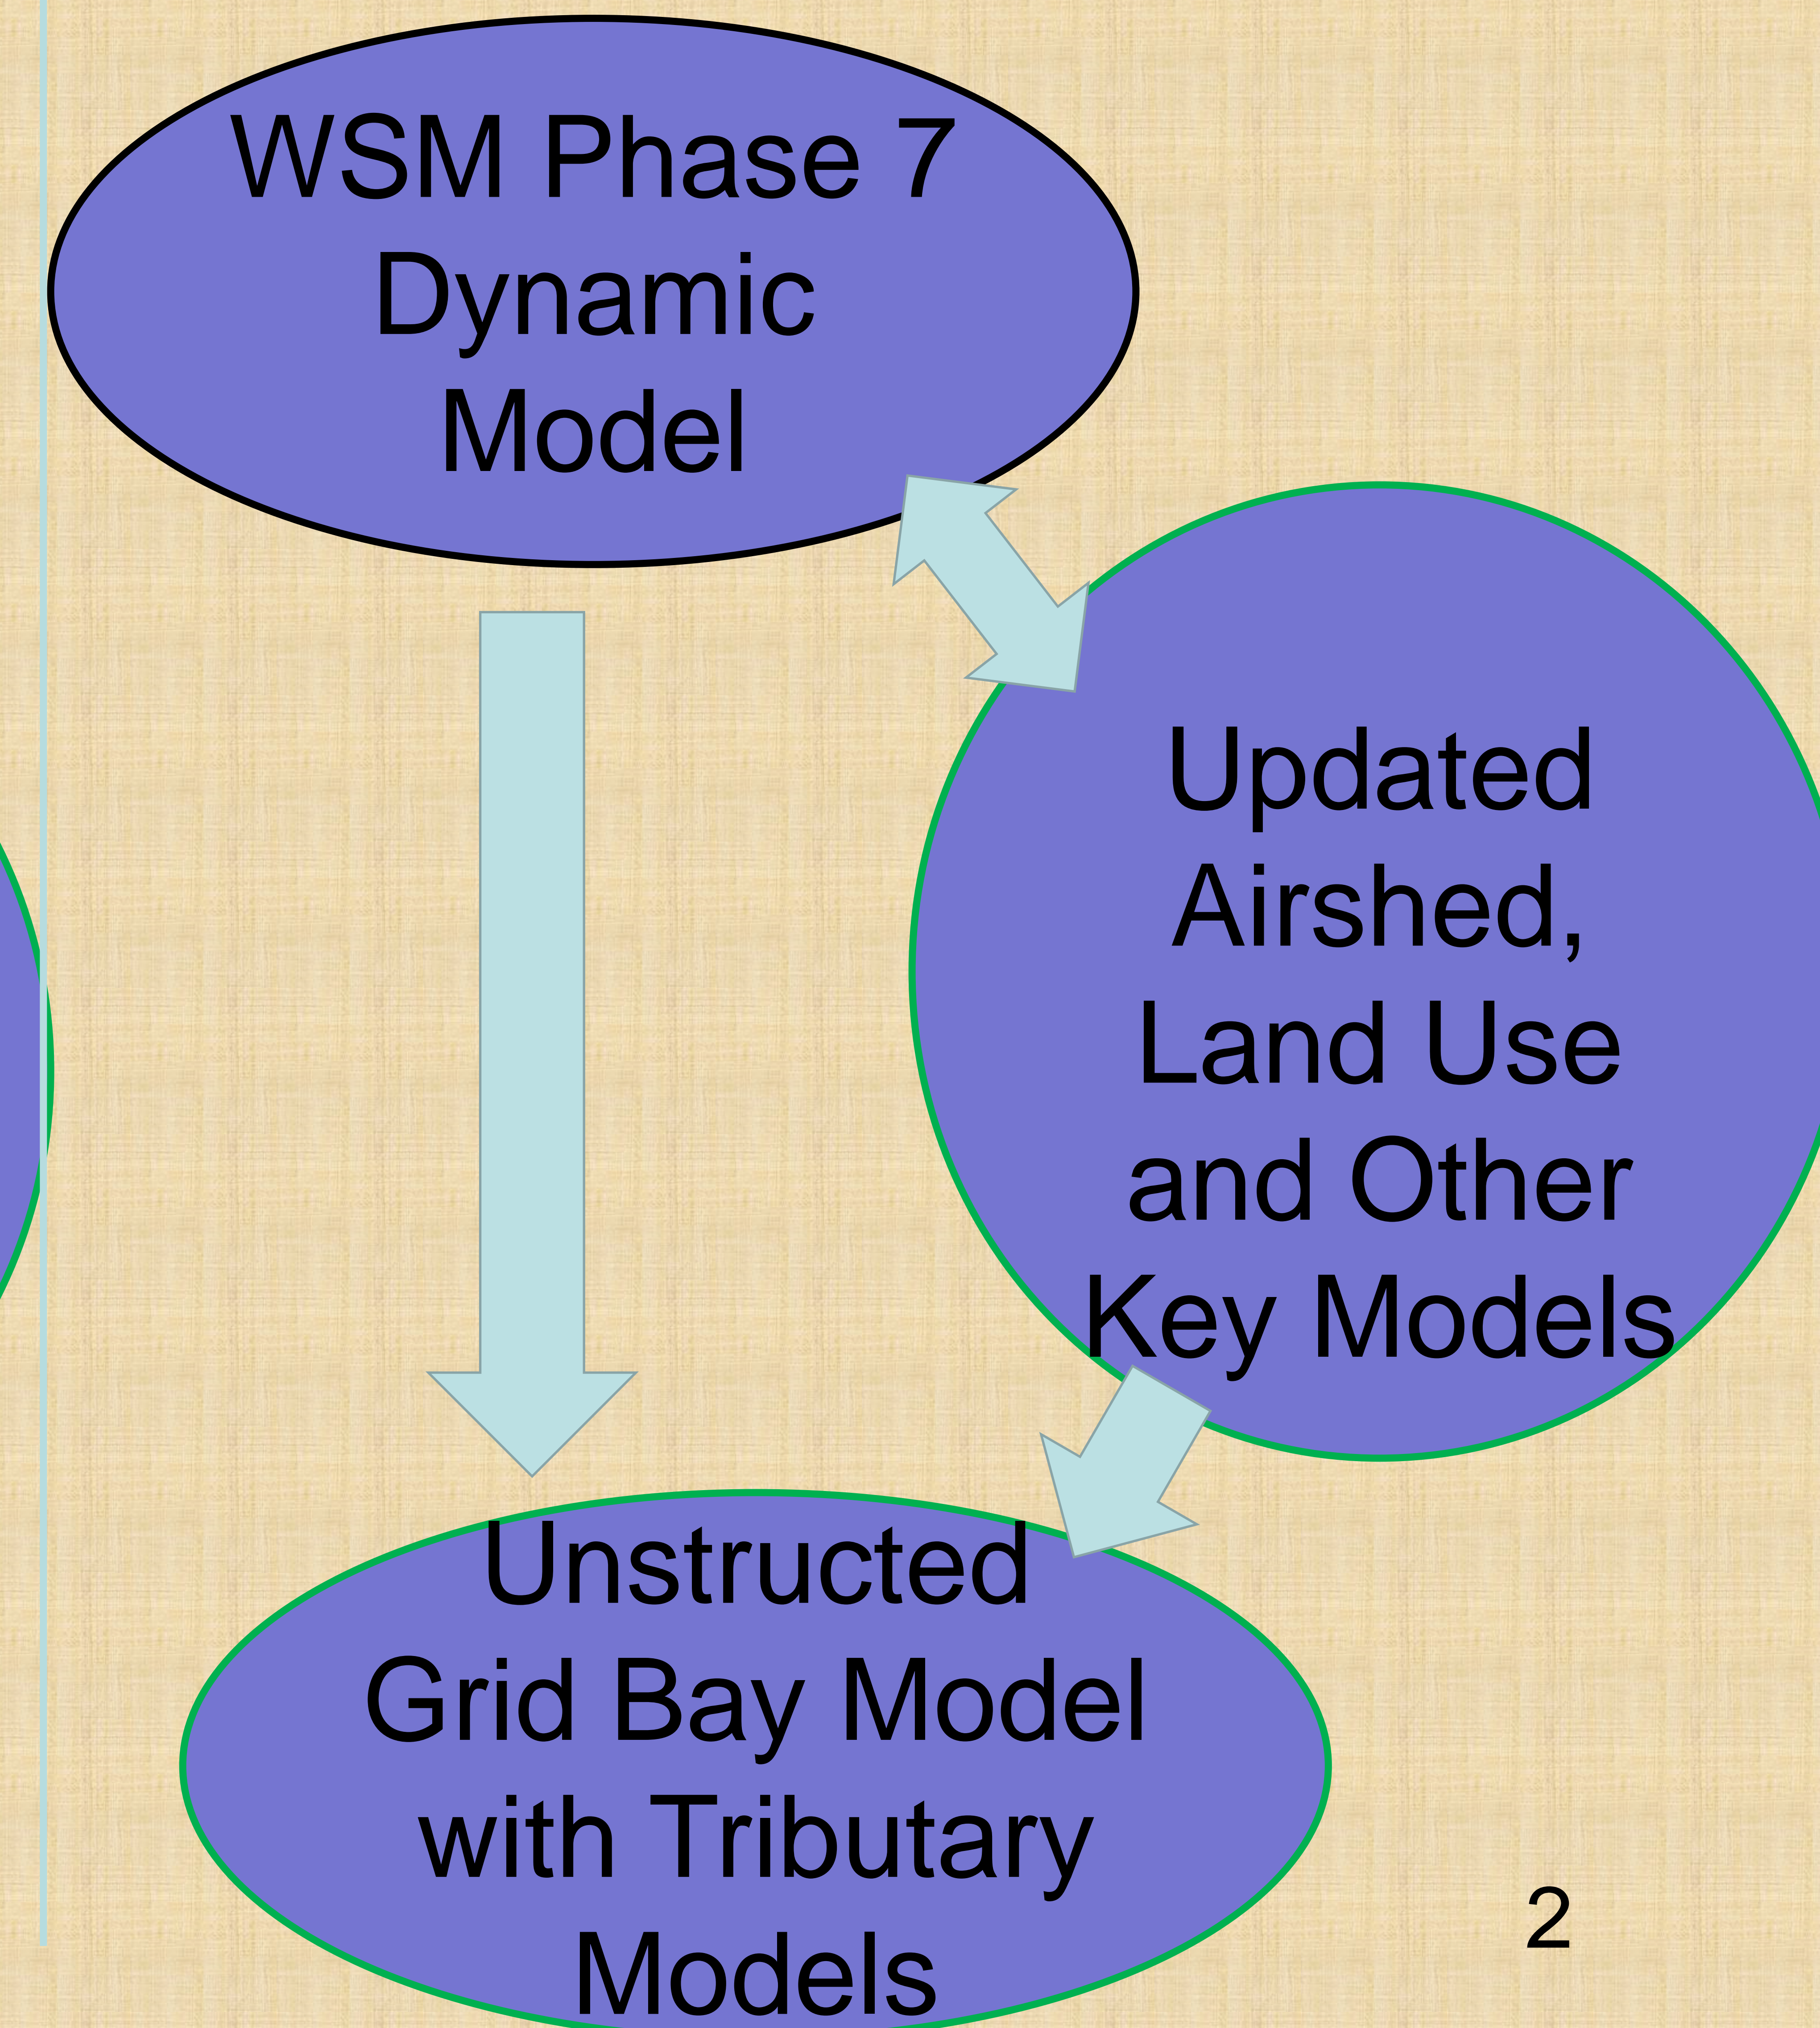 WSM Phase 7
Dynamic
Model
Updated
Airshed,
Land Use
and Other
Key Models
Unstructed
Grid Bay Model
with Tributary
Models
2